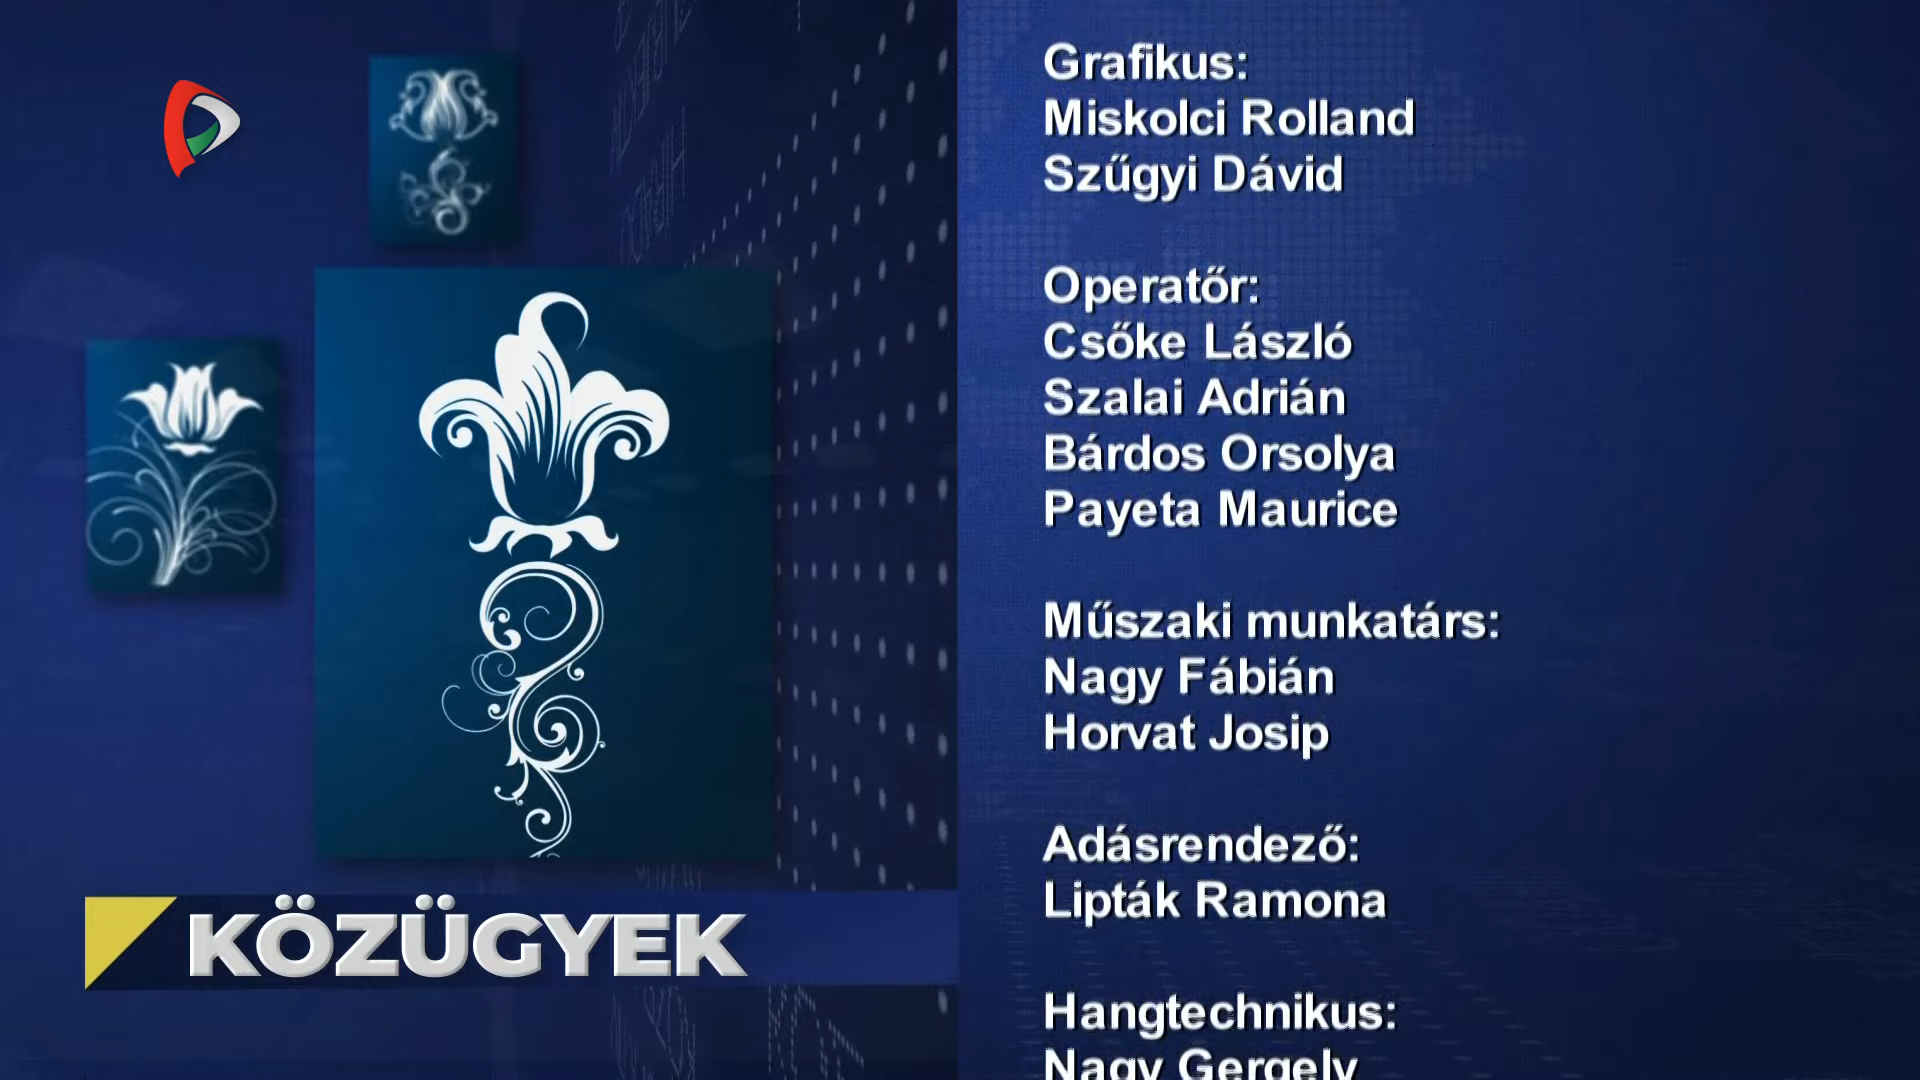 Grafikus:
Miskolci Rolland
Szűgyi Dávid
Operatőr:
Csőke László
Szalai Adrián
Bárdos Orsolya
Payeta Maurice
Műszaki munkatárs:
Nagy Fábián
Horvat Josip
Adásrendező:
Lipták Ramona
Hangtechnikus:
Nagy Gergely
KÖZÜGYEK